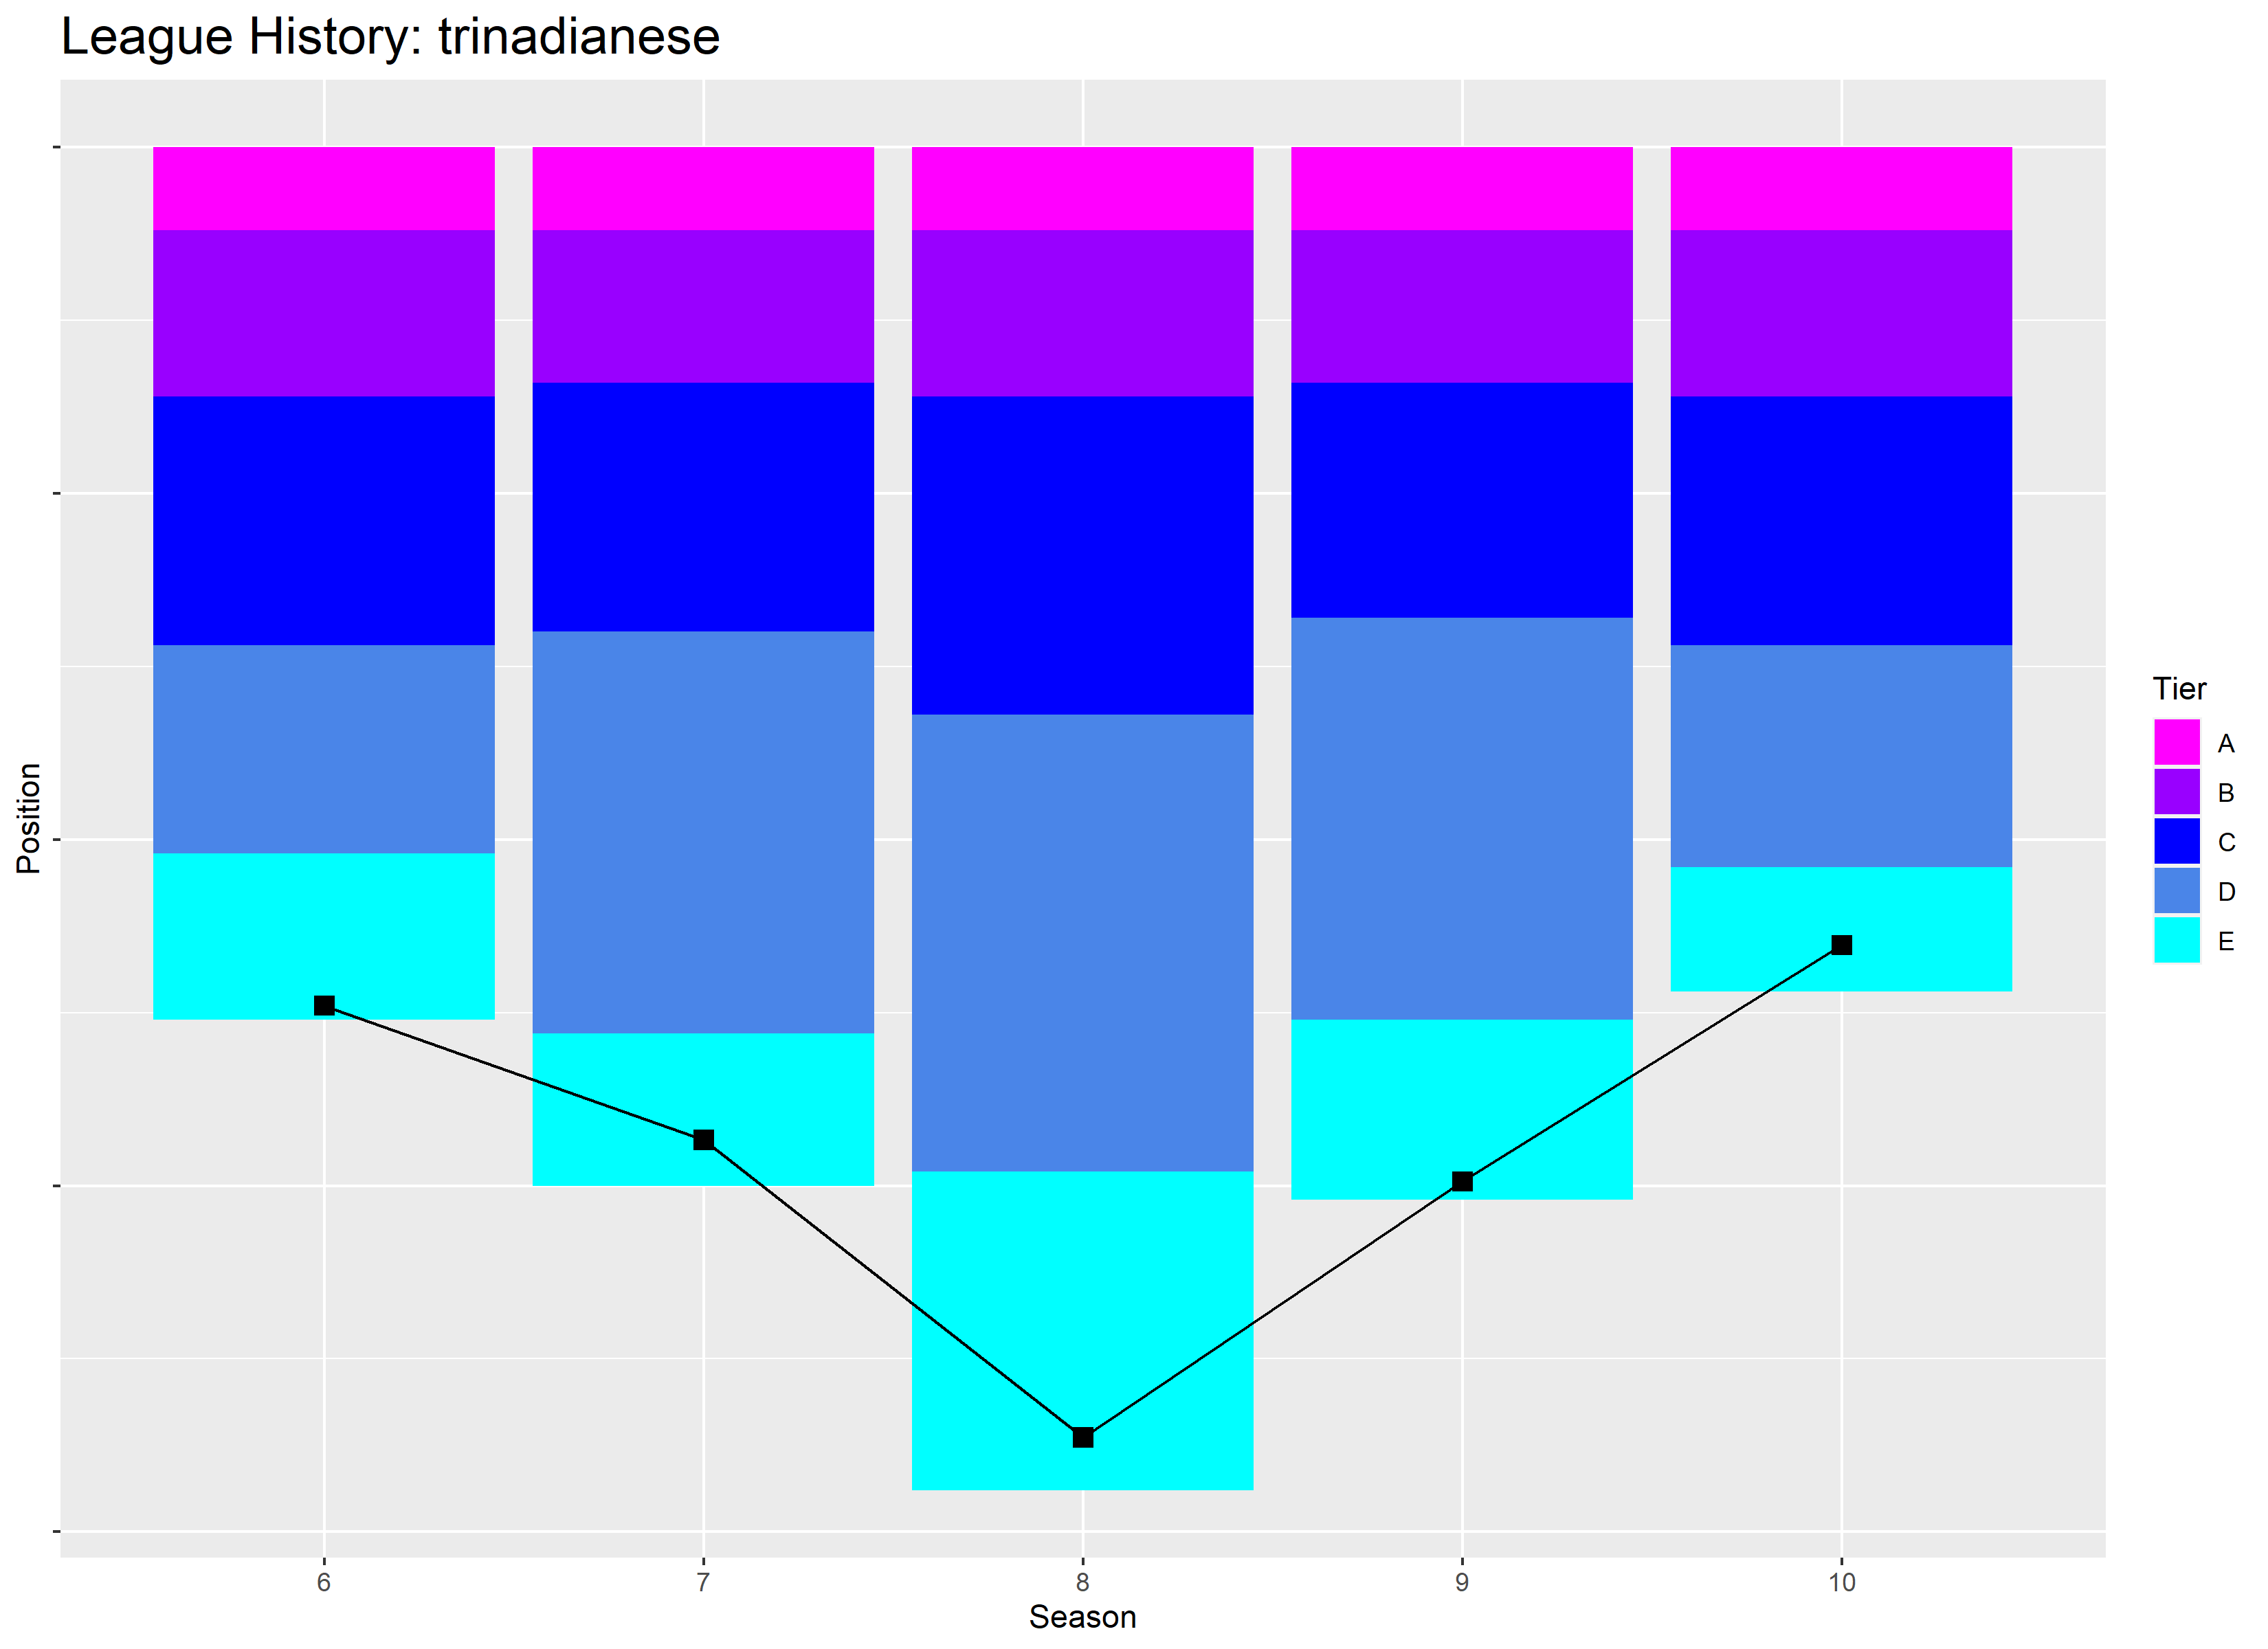 League History: trinadianese
Position
Tier
A
B
C
D
E
6 7 8 9 10
Season